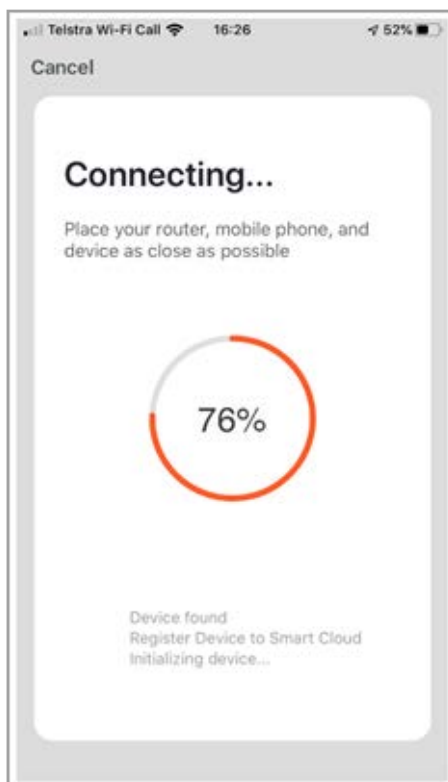 Telstra Wi-Fi Call 16:26 52%
Cancel
Connecting...
Place your router, mobile phone, and
device as close as possible
76%
Device found
Register Device to Smart Cloud
Initializing device...